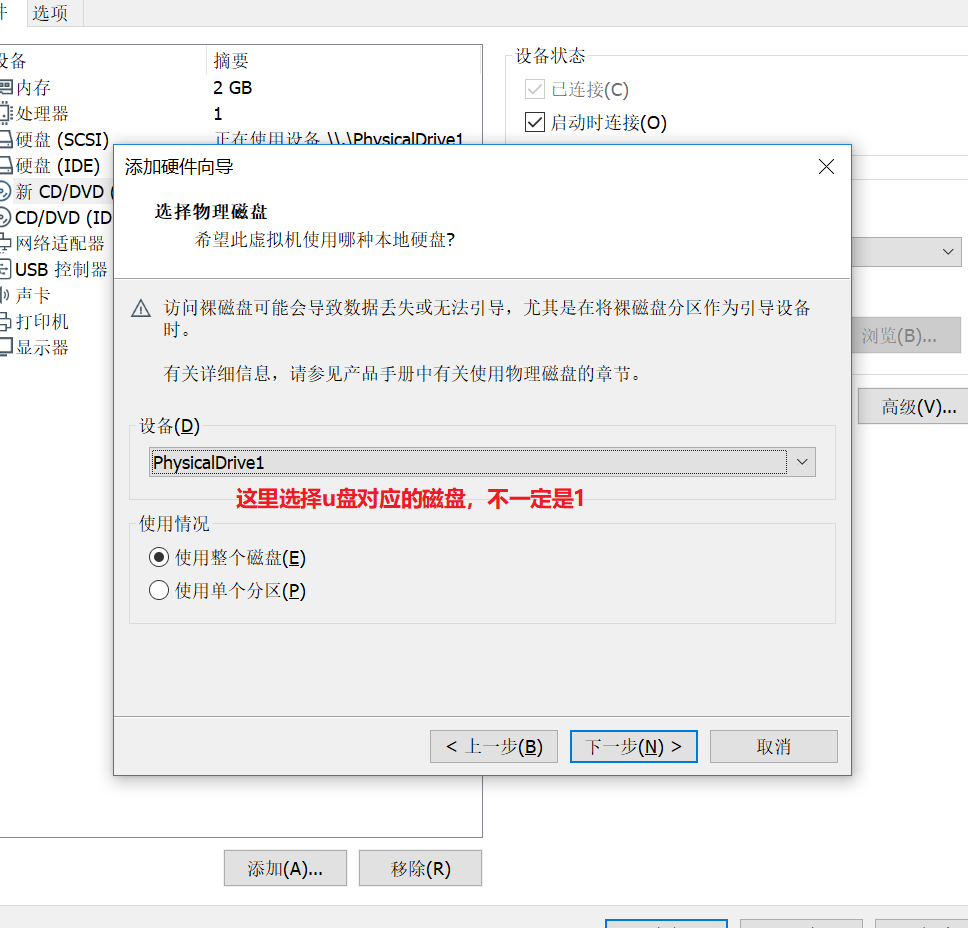 件 选项
设备 摘要
内存 2 GB
处理器 1
硬盘 (SCSI) 正在使用设备 \\.\PhysicalDrive1
硬盘 (IDE)
新 CD/DVD (
CD/DVD (ID
网络适配器
USB 控制器
声卡
打印机
显示器
设备状态
已连接(C)
启动时连接(O)
浏览(B)...
高级(V)...
添加硬件向导
选择物理磁盘
希望此虚拟机使用哪种本地硬盘?
访问裸磁盘可能会导致数据丢失或无法引导，尤其是在将裸磁盘分区作为引导设备
时。
有关详细信息，请参见产品手册中有关使用物理磁盘的章节。
设备(D)
PhysicalDrive1
这里选择u盘对应的磁盘，不一定是1
使用情况
使用整个磁盘(E)
使用单个分区(P)
< 上一步(B) 下一步(N) > 取消
添加(A)... 移除(R)